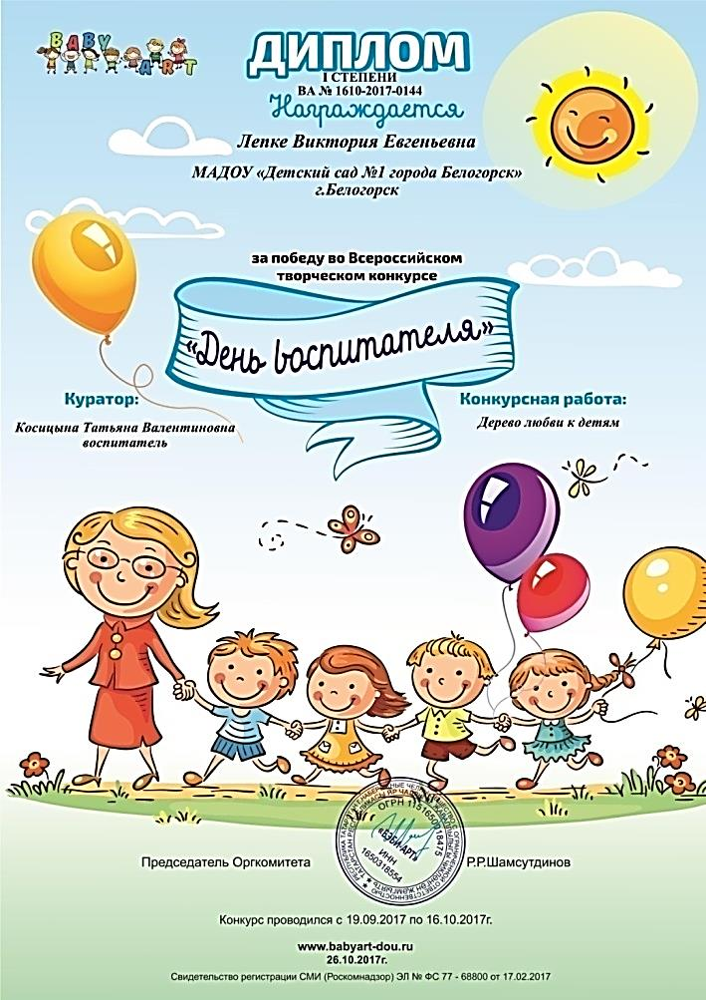 BABY ART
ДИПЛОМ
I СТЕПЕНИ
ВА № 1610-2017-0144
Награждается
Лепке Виктория Евгеньевна
МАДОУ «Детский сад №1 города Белогорск»
г.Белогорск
за победу во Всероссийском
творческом конкурсе
«День воспитателя»
Куратор:
Косицына Татьяна Валентиновна
воспитатель
Конкурсная работа:
Дерево любви к детям
Председатель Оргкомитета
ОГРН 1151650018475
«БЭБИ-АРТ»
ИНН
1650318554
Р.Р.Шамсутдинов
Конкурс проводился с 19.09.2017 по 16.10.2017г.
www.babyart-dou.ru
26.10.2017г.
Свидетельство регистрации СМИ (Роскомнадзор) ЭЛ № ФС 77 - 68800 от 17.02.2017